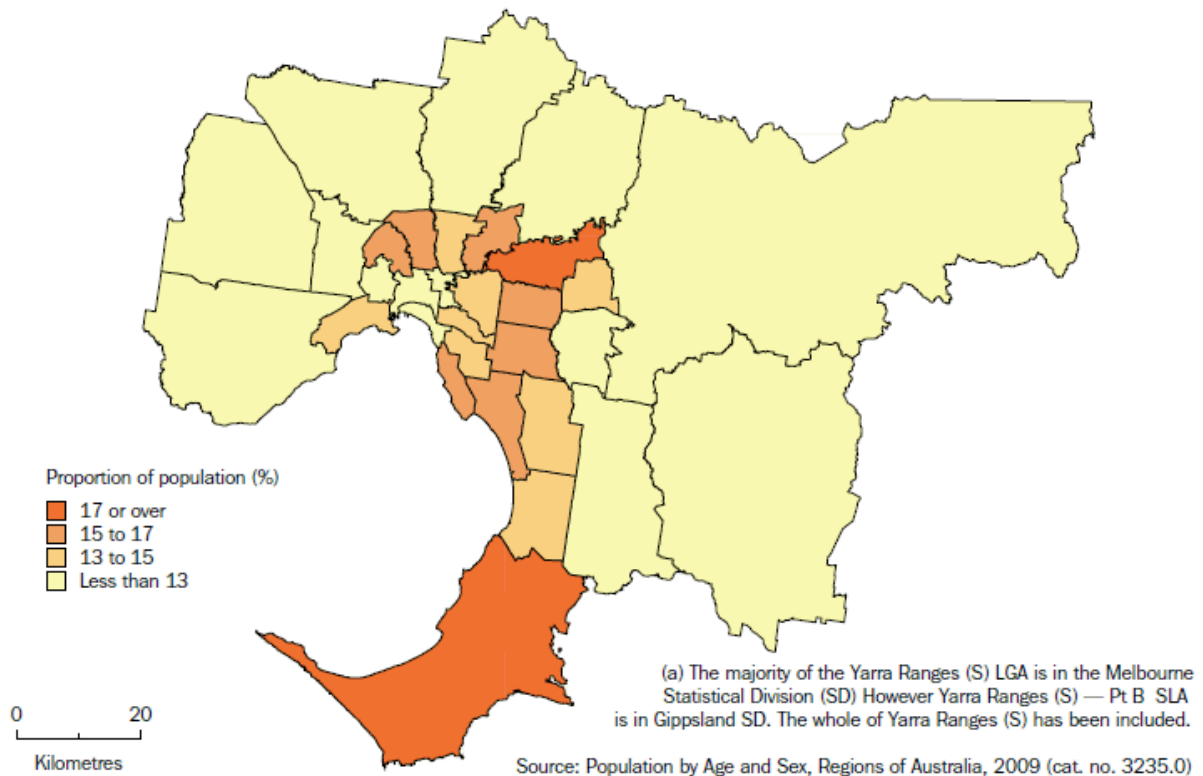 Proportion of population (%)
17 or over
15 to 17
13 to 15
Less than 13
0 20
Kilometres
(a) The majority of the Yarra Ranges (S) LGA is in the Melbourne
Statistical Division (SD) However Yarra Ranges (S) — Pt B SLA
is in Gippsland SD. The whole of Yarra Ranges (S) has been included.
Source: Population by Age and Sex, Regions of Australia, 2009 (cat. no. 3235.0)